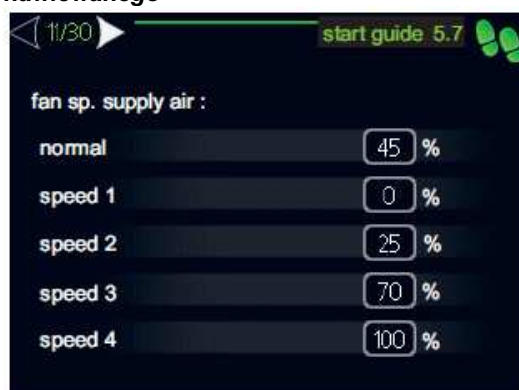 11/30 start guide 5.7
fan sp. supply air :
normal 45 %
speed 1 0 %
speed 2 25 %
speed 3 70 %
speed 4 100 %